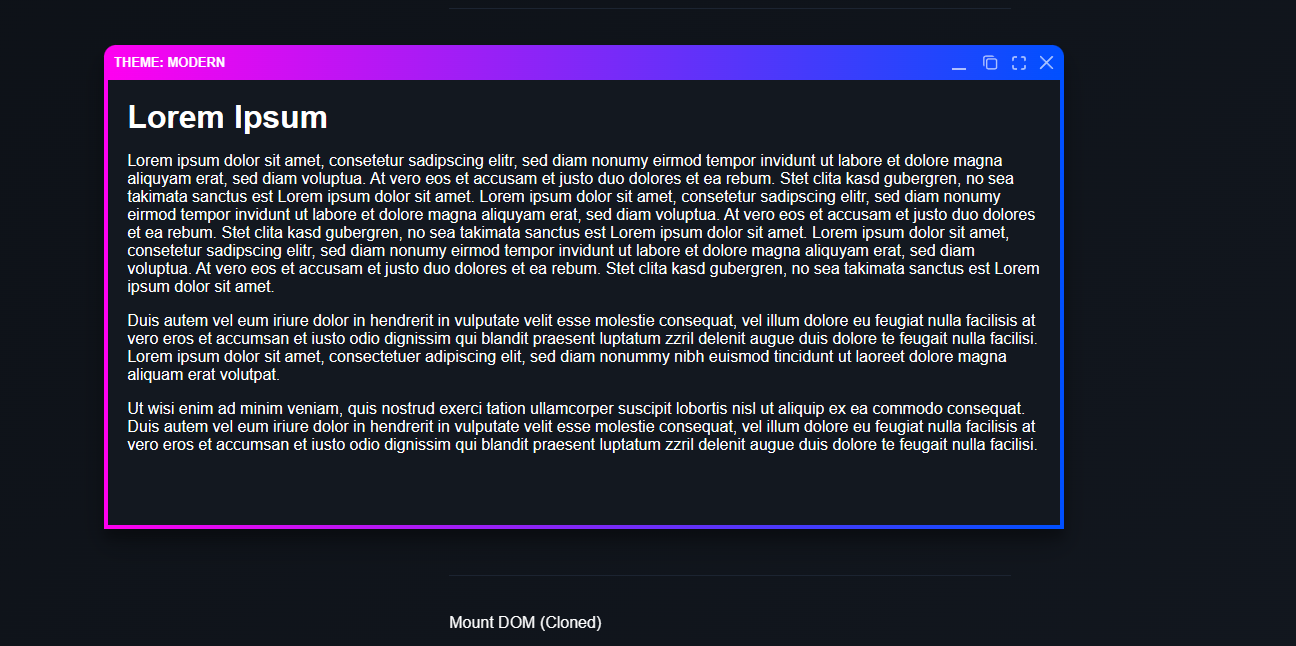 THEME: MODERN
Lorem Ipsum
Lorem ipsum dolor sit amet, consetetur sadipscing elitr, sed diam nonumy eirmod tempor invidunt ut labore et dolore magna
aliquyam erat, sed diam voluptua. At vero eos et accusam et justo duo dolores et ea rebum. Stet clita kasd gubergren, no sea
takimata sanctus est Lorem ipsum dolor sit amet. Lorem ipsum dolor sit amet, consetetur sadipscing elitr, sed diam nonumy
eirmod tempor invidunt ut labore et dolore magna aliquyam erat, sed diam voluptua. At vero eos et accusam et justo duo dolores
et ea rebum. Stet clita kasd gubergren, no sea takimata sanctus est Lorem ipsum dolor sit amet. Lorem ipsum dolor sit amet,
consetetur sadipscing elitr, sed diam nonumy eirmod tempor invidunt ut labore et dolore magna aliquyam erat, sed diam
voluptua. At vero eos et accusam et justo duo dolores et ea rebum. Stet clita kasd gubergren, no sea takimata sanctus est Lorem
ipsum dolor sit amet.
Duis autem vel eum iriure dolor in hendrerit in vulputate velit esse molestie consequat, vel illum dolore eu feugiat nulla facilisis at
vero eros et accumsan et iusto odio dignissim qui blandit praesent luptatum zzril delenit augue duis dolore te feugait nulla facilisi.
Lorem ipsum dolor sit amet, consectetuer adipiscing elit, sed diam nonummy nibh euismod tincidunt ut laoreet dolore magna
aliquam erat volutpat.
Ut wisi enim ad minim veniam, quis nostrud exerci tation ullamcorper suscipit lobortis nisl ut aliquip ex ea commodo consequat.
Duis autem vel eum iriure dolor in hendrerit in vulputate velit esse molestie consequat, vel illum dolore eu feugiat nulla facilisis at
vero eros et accumsan et iusto odio dignissim qui blandit praesent luptatum zzril delenit augue duis dolore te feugait nulla facilisi.
Mount DOM (Cloned)